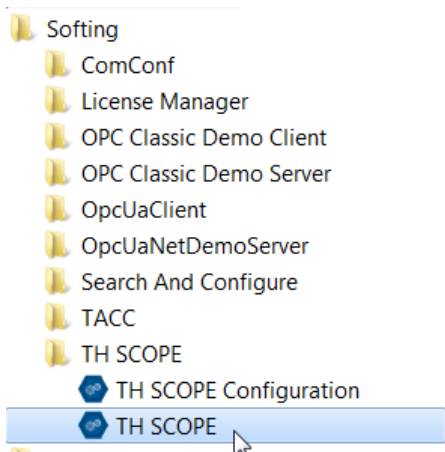 Softing
ComConf
License Manager
OPC Classic Demo Client
OPC Classic Demo Server
OpcUaClient
OpcUaNetDemoServer
Search And Configure
TACC
TH SCOPE
TH SCOPE Configuration
TH SCOPE